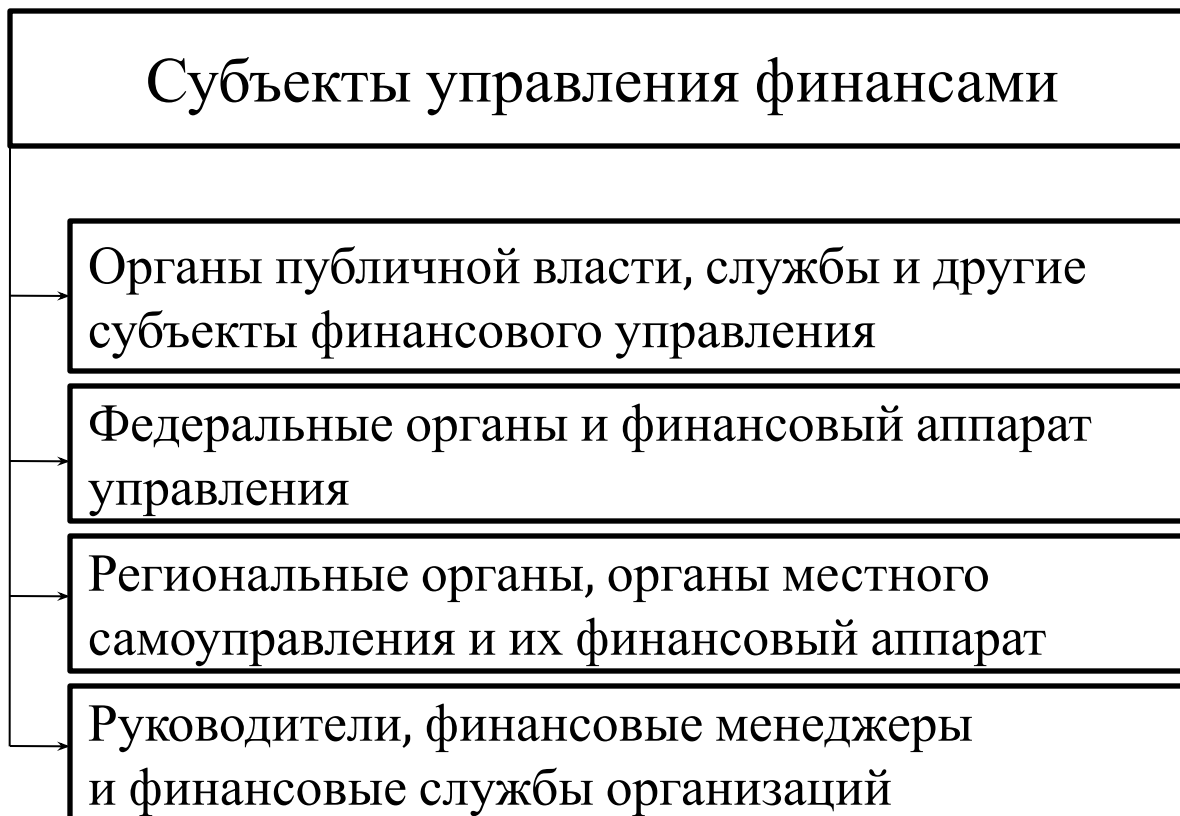 Субъекты управления финансами
Органы публичной власти, службы и другие
субъекты финансового управления
Федеральные органы и финансовый аппарат
управления
Региональные органы, органы местного
самоуправления и их финансовый аппарат
Руководители, финансовые менеджеры
и финансовые службы организаций